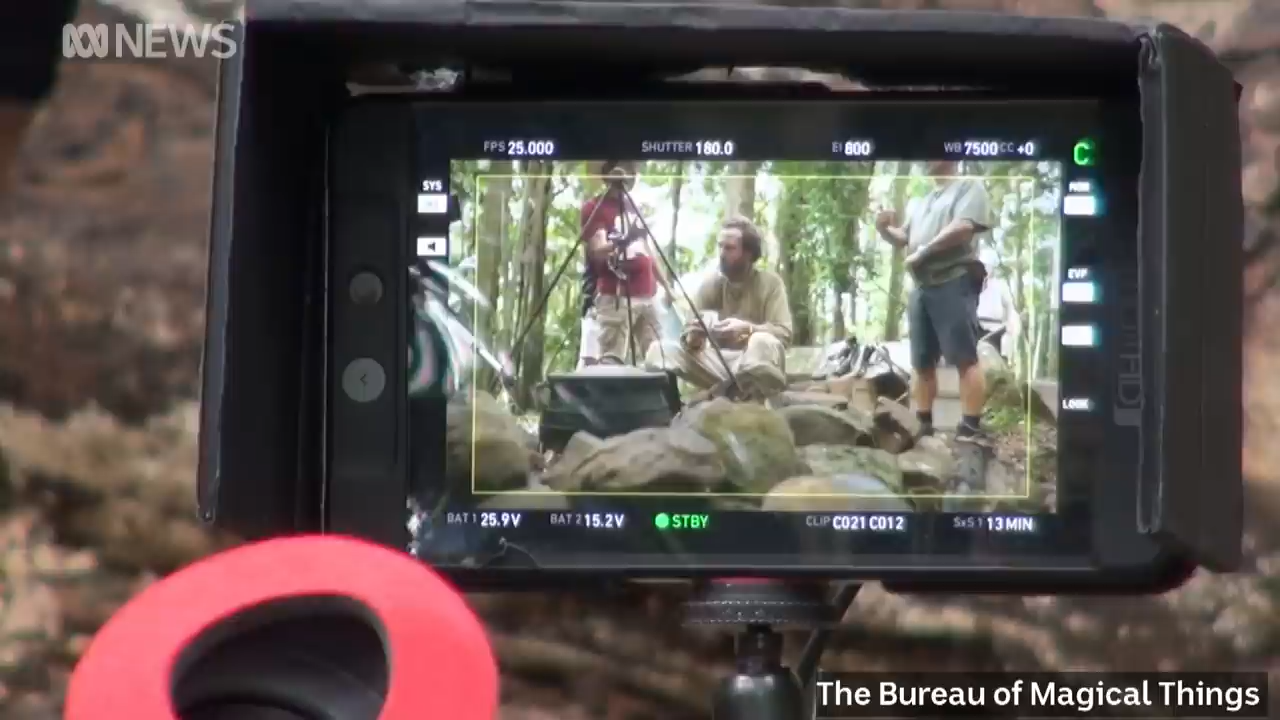 NEWS
FPS 25.000 SHUTTER 180.0 EI 800 WB 7500 CC +0
C
SYS
EVF
LOOK
BAT 1 25.9V BAT 2 15.2V STBY CLIP C021 C012 SxS 1 13 MIN
The Bureau of Magical Things